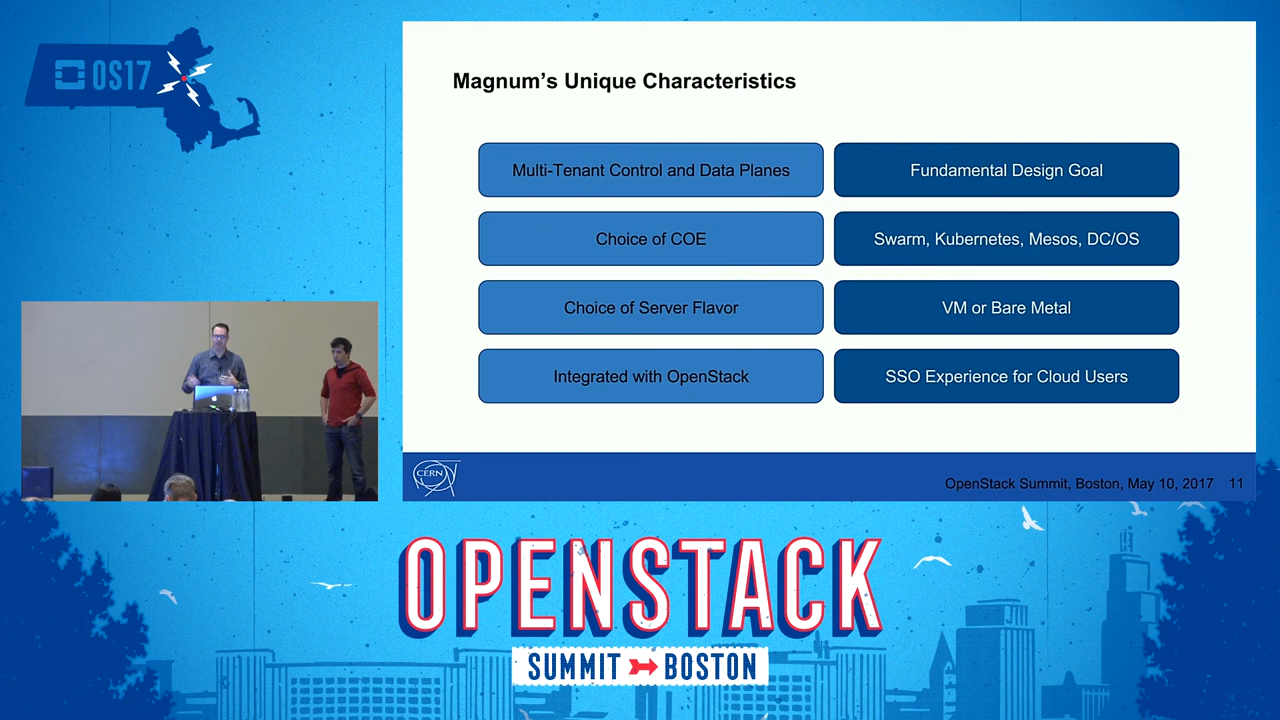 OS17
Magnum's Unique Characteristics
Multi-Tenant Control and Data Planes
Fundamental Design Goal
Choice of COE
Swarm, Kubernetes, Mesos, DC/OS
Choice of Server Flavor
VM or Bare Metal
Integrated with OpenStack
SSO Experience for Cloud Users
CERN
OpenStack Summit, Boston, May 10, 2017 11
OPENSTACK
SUMMIT BOSTON